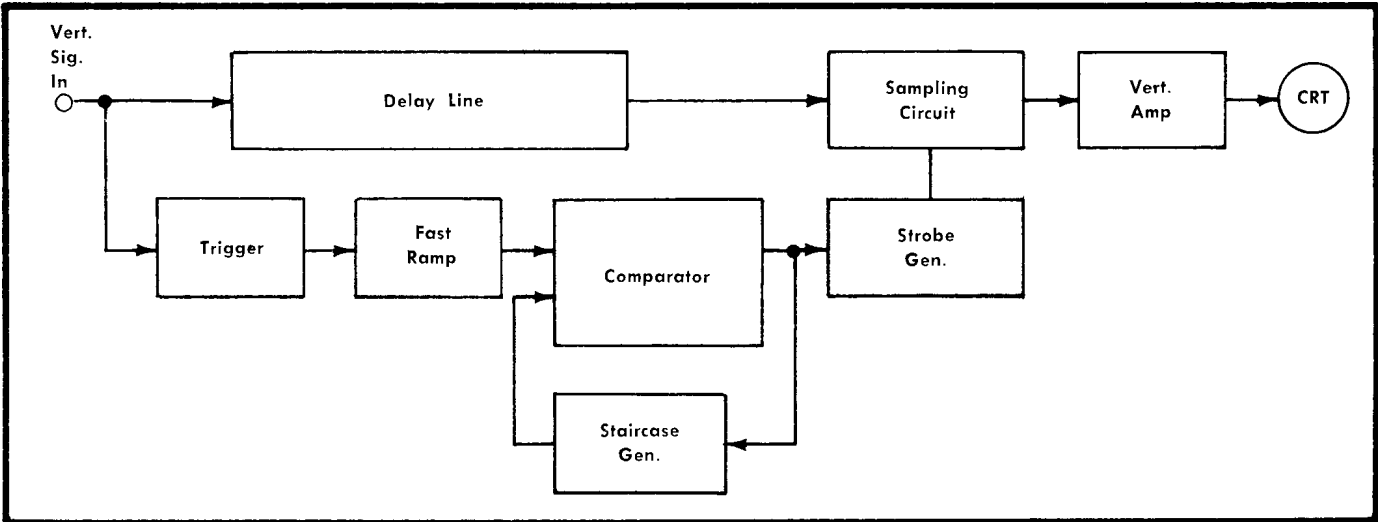 Vert.
Sig.
In
Delay Line
Sampling
Circuit
Vert.
Amp
CRT
Trigger
Fast
Ramp
Comparator
Strobe
Gen.
Staircase
Gen.